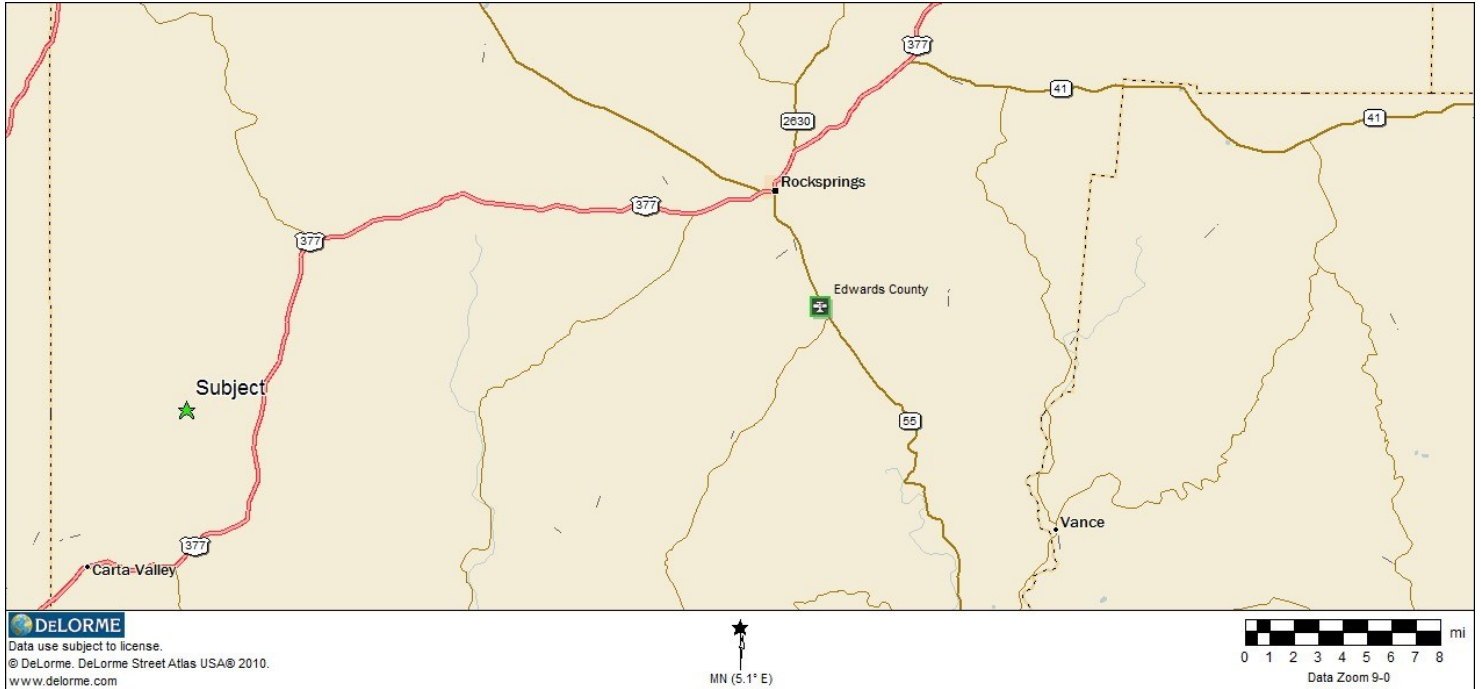 377
41
41
2630
Rocksprings
377
377
Edwards County
Subject
55
Vance
377
Carta Valley
DELORME
Data use subject to license.
© DeLorme. DeLorme Street Atlas USA® 2010.
www.delorme.com
MN (5.1° E)
mi
0 1 2 3 4 5 6 7 8
Data Zoom 9-0